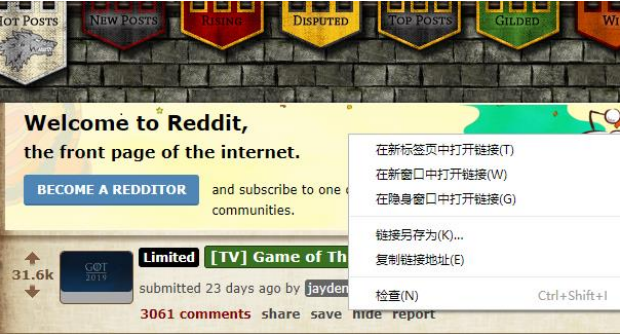 HOT POSTS
NEW POSTS
RISING
DISPUTED
TOP POSTS
GILDED
WI
Welcome to Reddit,
the front page of the internet.
BECOME A REDDITOR
and subscribe to one
communities.
在新标签页中打开链接(T)
在新窗口中打开链接(W)
在隐身窗口中打开链接(G)
链接另存为(K)...
复制链接地址(E)
检查(N) Ctrl+Shift+I
31.6k
GOT
2019
Limited [TV] Game of Th
submitted 23 days ago by jayden
3061 comments share save hide report